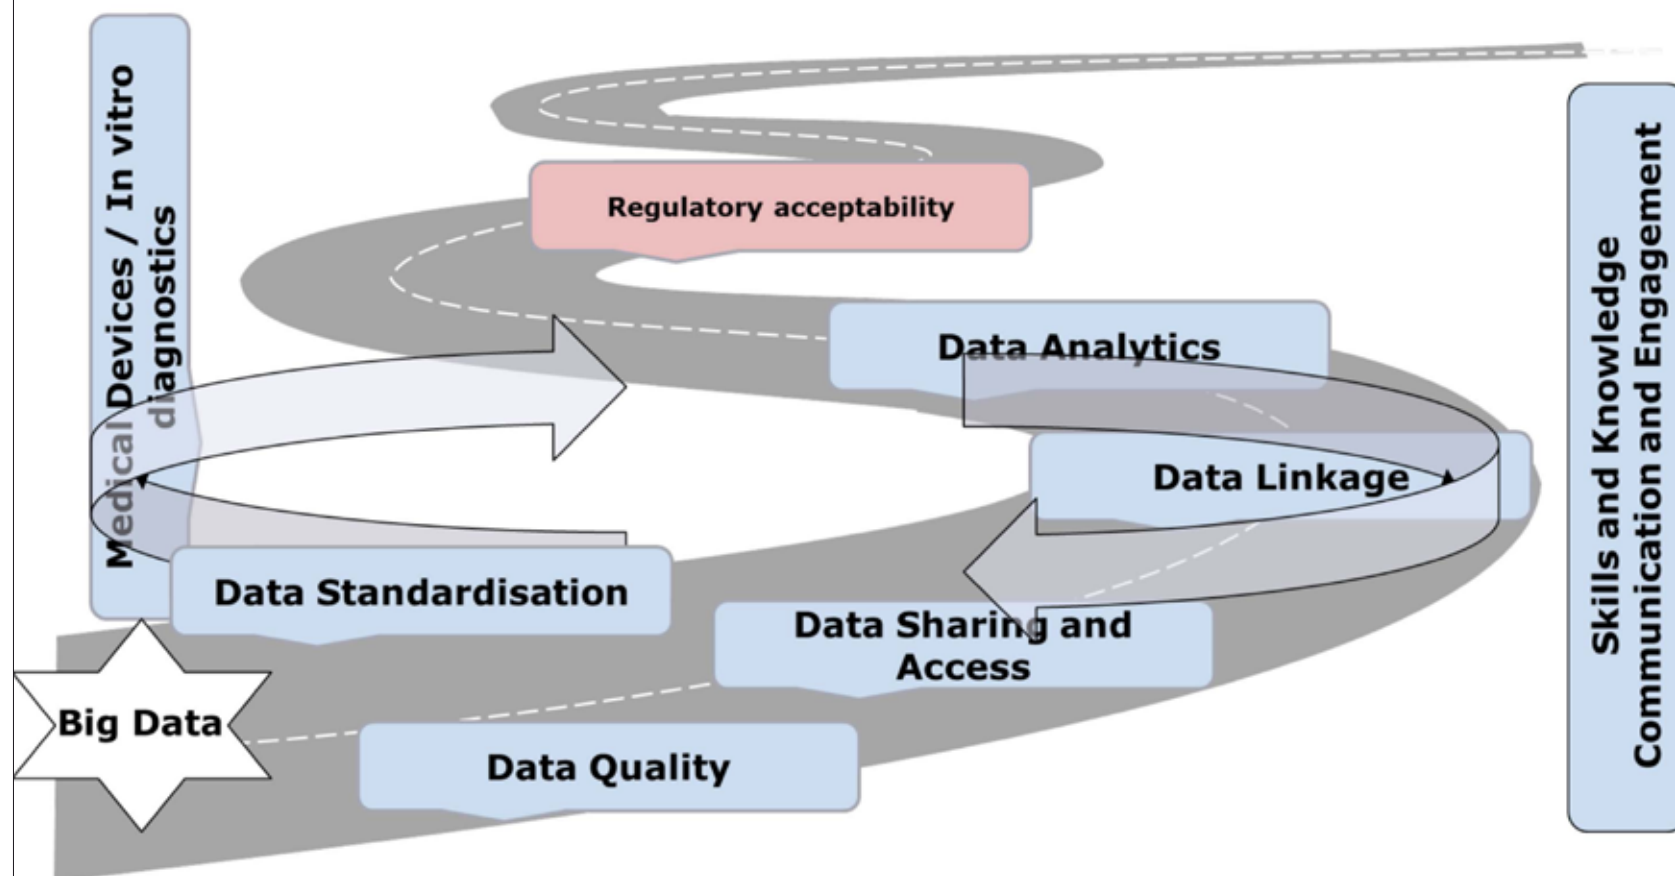 Medical Devices / In vitro
diagnostics
Regulatory acceptability
Data Analytics
Data Linkage
Data Standardisation
Data Sharing and
Access
Big Data
Data Quality
Skills and Knowledge
Communication and Engagement